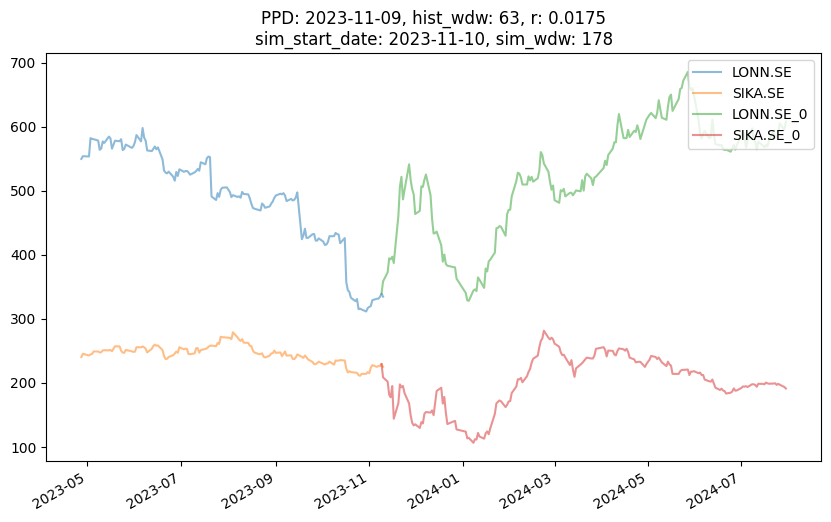 PPD: 2023-11-09, hist_wdw: 63, r: 0.0175
sim_start_date: 2023-11-10, sim_wdw: 178
700
600
500
400
300
200
100
LONN.SE
SIKA.SE
LONN.SE_0
SIKA.SE_0
2023-05
2023-07
2023-09
2023-11
2024-01
2024-03
2024-05
2024-07